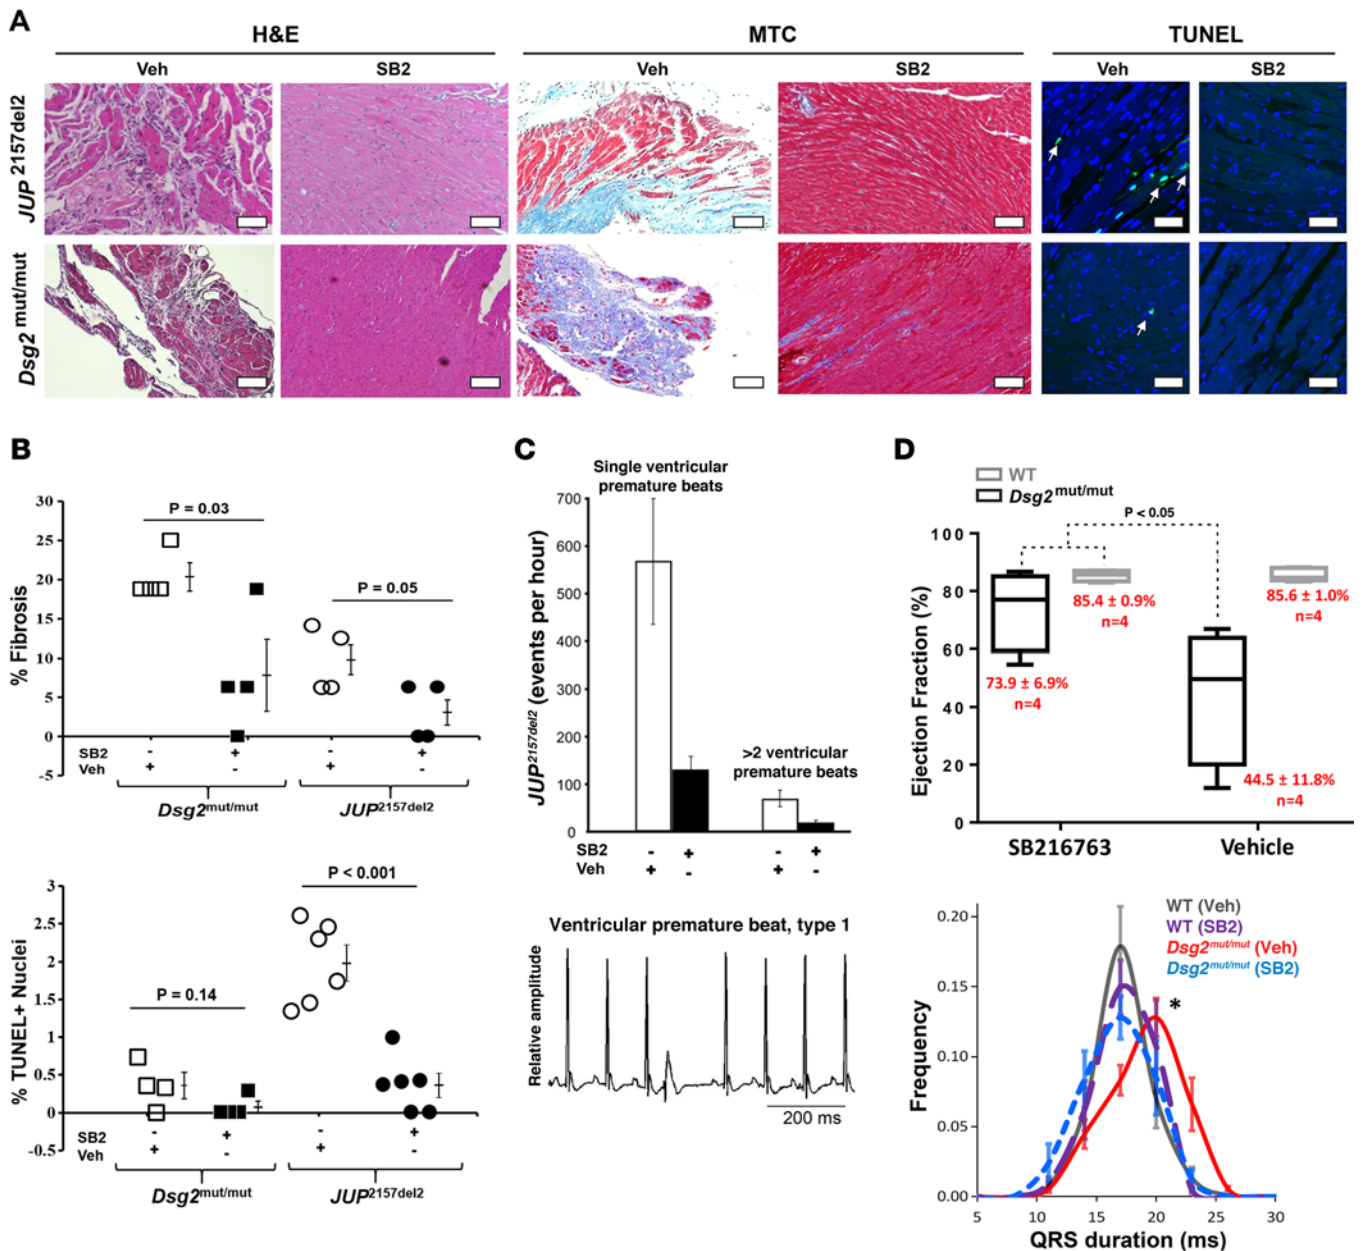 A
H&E
MTC
TUNEL
Veh
SB2
Veh
SB2
Veh
SB2
JUP 2157del2
Dsg2 mut/mut
B
% Fibrosis
30
25
20
15
10
5
0
-5
P = 0.03
P = 0.05
SB2 - + - +
Veh + - + -
Dsg2mut/mut
JUP2157del2
% TUNEL+ Nuclei
3
2.5
2
1.5
1
0.5
0
-0.5
P < 0.001
P = 0.14
SB2 - + - +
Veh + - + -
Dsg2mut/mut
JUP2157del2
C
Single ventricular
premature beats
JUP2157del2 (events per hour)
700
600
500
400
300
200
100
0
>2 ventricular
premature beats
SB2 - + - +
Veh + - + -
Ventricular premature beat, type 1
Relative amplitude
200 ms
D
WT
Dsg2mut/mut
P < 0.05
Ejection Fraction (%)
100
80
60
40
20
0
85.4 ± 0.9%
n=4
85.6 ± 1.0%
n=4
73.9 ± 6.9%
n=4
44.5 ± 11.8%
n=4
SB216763
Vehicle
WT (Veh)
WT (SB2)
Dsg2mut/mut (Veh)
Dsg2mut/mut (SB2)
*
Frequency
0.20
0.15
0.10
0.05
0.00
5 10 15 20 25 30
QRS duration (ms)